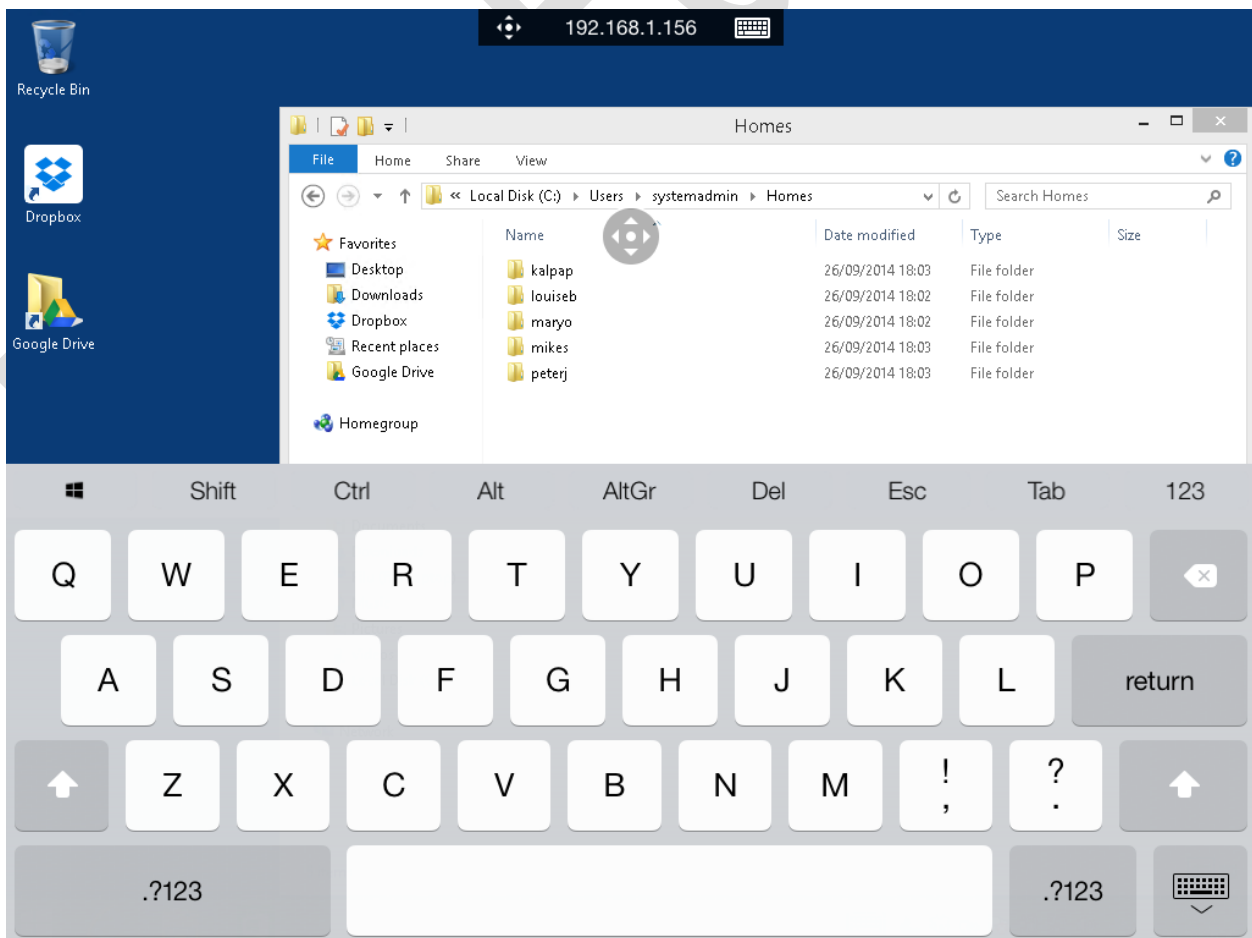 192.168.1.156
Recycle Bin
Dropbox
Google Drive
Homes
File Home Share View
« Local Disk (C:) Users systemadmin Homes
Search Homes
Name Date modified Type Size
Favorites
Desktop
Downloads
Dropbox
Recent places
Google Drive
Homegroup
kalpap 26/09/2014 18:03 File folder
louiseb 26/09/2014 18:02 File folder
maryo 26/09/2014 18:02 File folder
mikes 26/09/2014 18:03 File folder
peterj 26/09/2014 18:03 File folder
Shift Ctrl Alt AltGr Del Esc Tab 123
Q W E R T Y U I O P
A S D F G H J K L return
Z X C V B N M ! , ? .
.?123 .?123